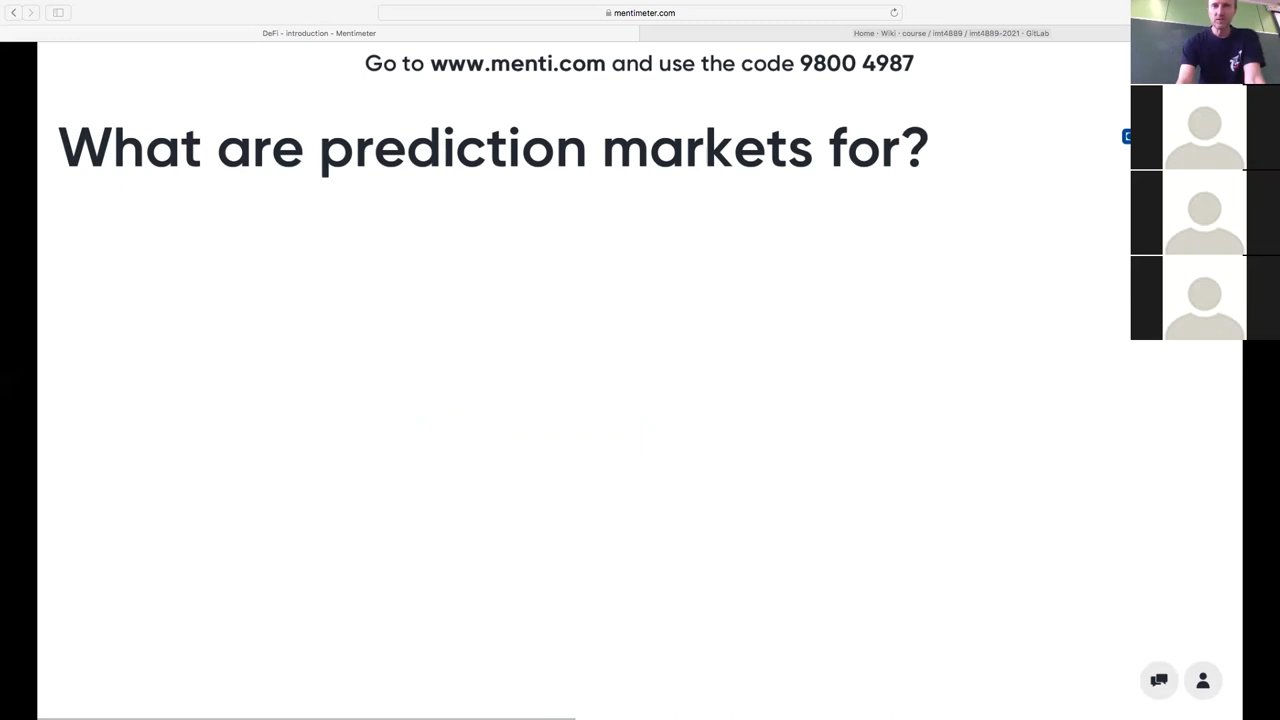 mentimeter.com
DeFi - introduction - Mentimeter
Home · Wiki · course / imt4889 / imt4889-2021 · GitLab
Go to www.menti.com and use the code 9800 4987
What are prediction markets for?